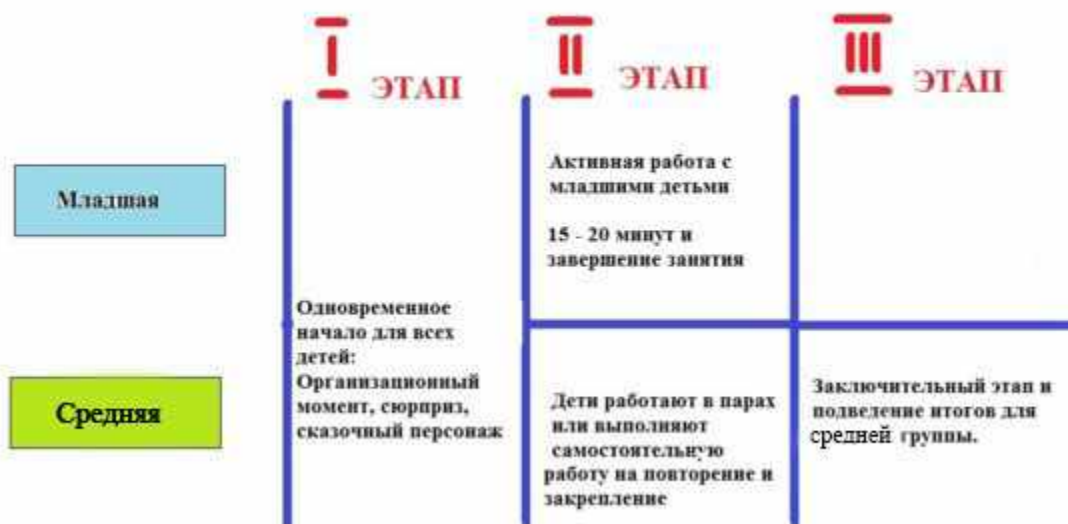 I ЭТАП
II ЭТАП
III ЭТАП
Младшая
Активная работа с
младшими детьми
15 - 20 минут и
завершение занятия
Средняя
Одновременное
начало для всех
детей:
Организационный
момент, сюрприз,
сказочный персонаж
Дети работают в парах
или выполняют
самостоятельную
работу на повторение и
закрепление
Заключительный этап и
подведение итогов для
средней группы.